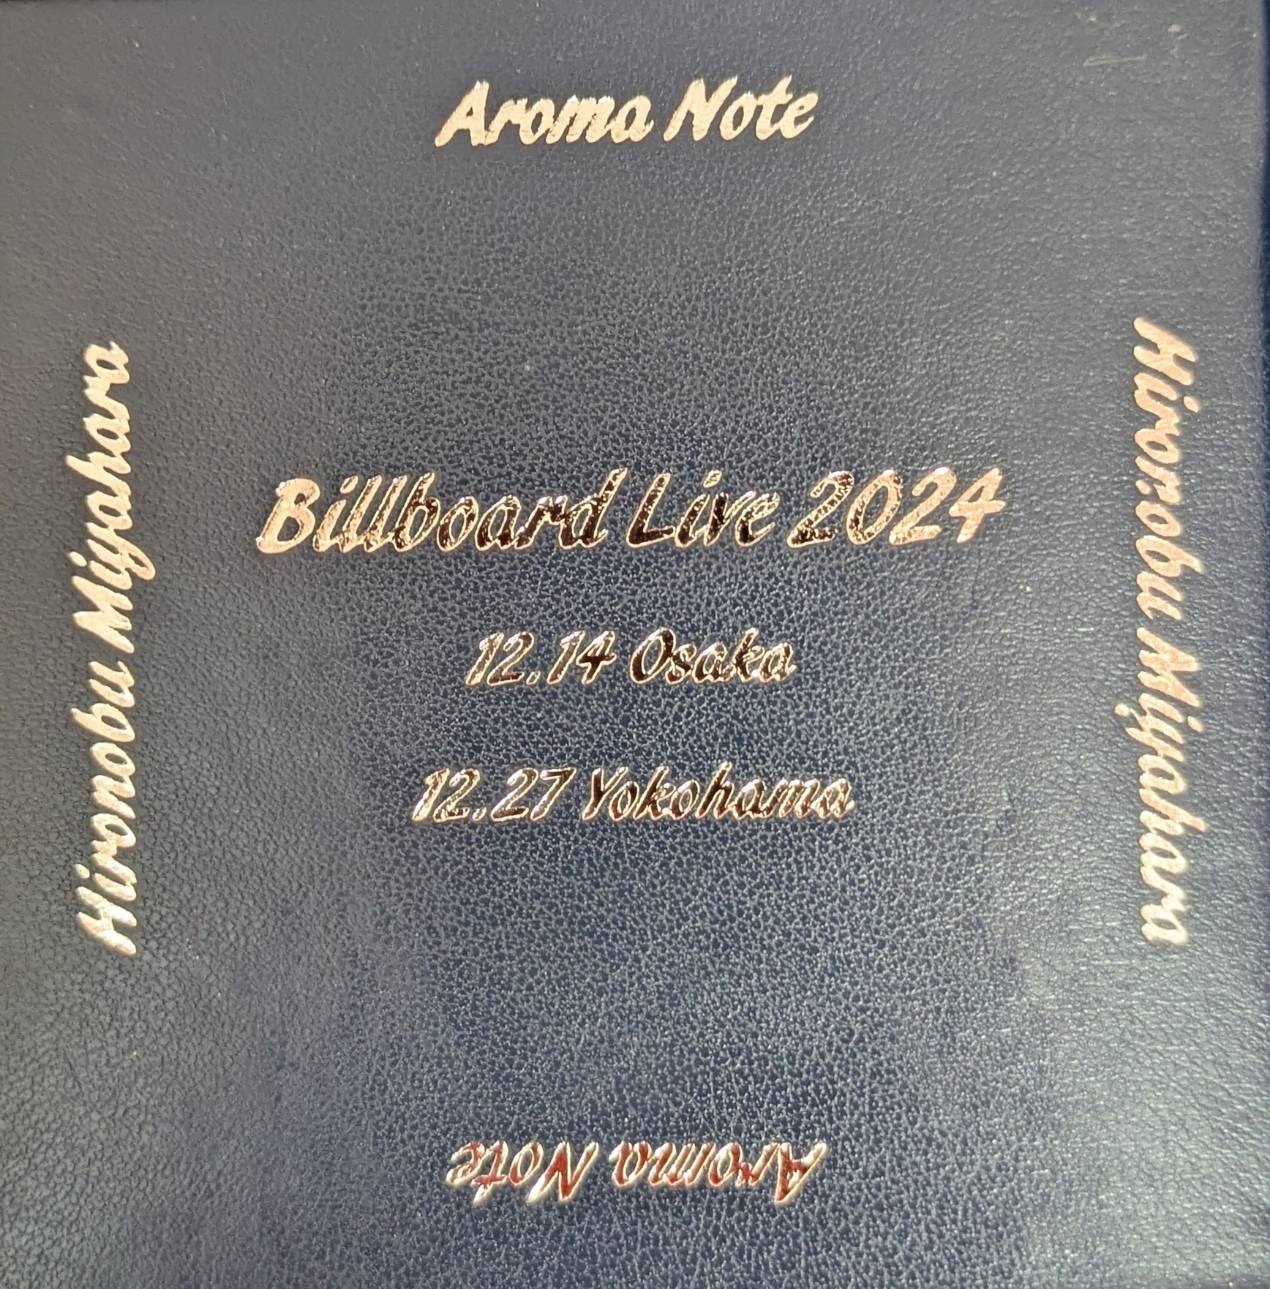 Aroma Note
Hironobu Miyahara
Billboard Live 2024
12.14 Osaka
12.27 Yokohama
Hironobu Miyahara
Aroma Note